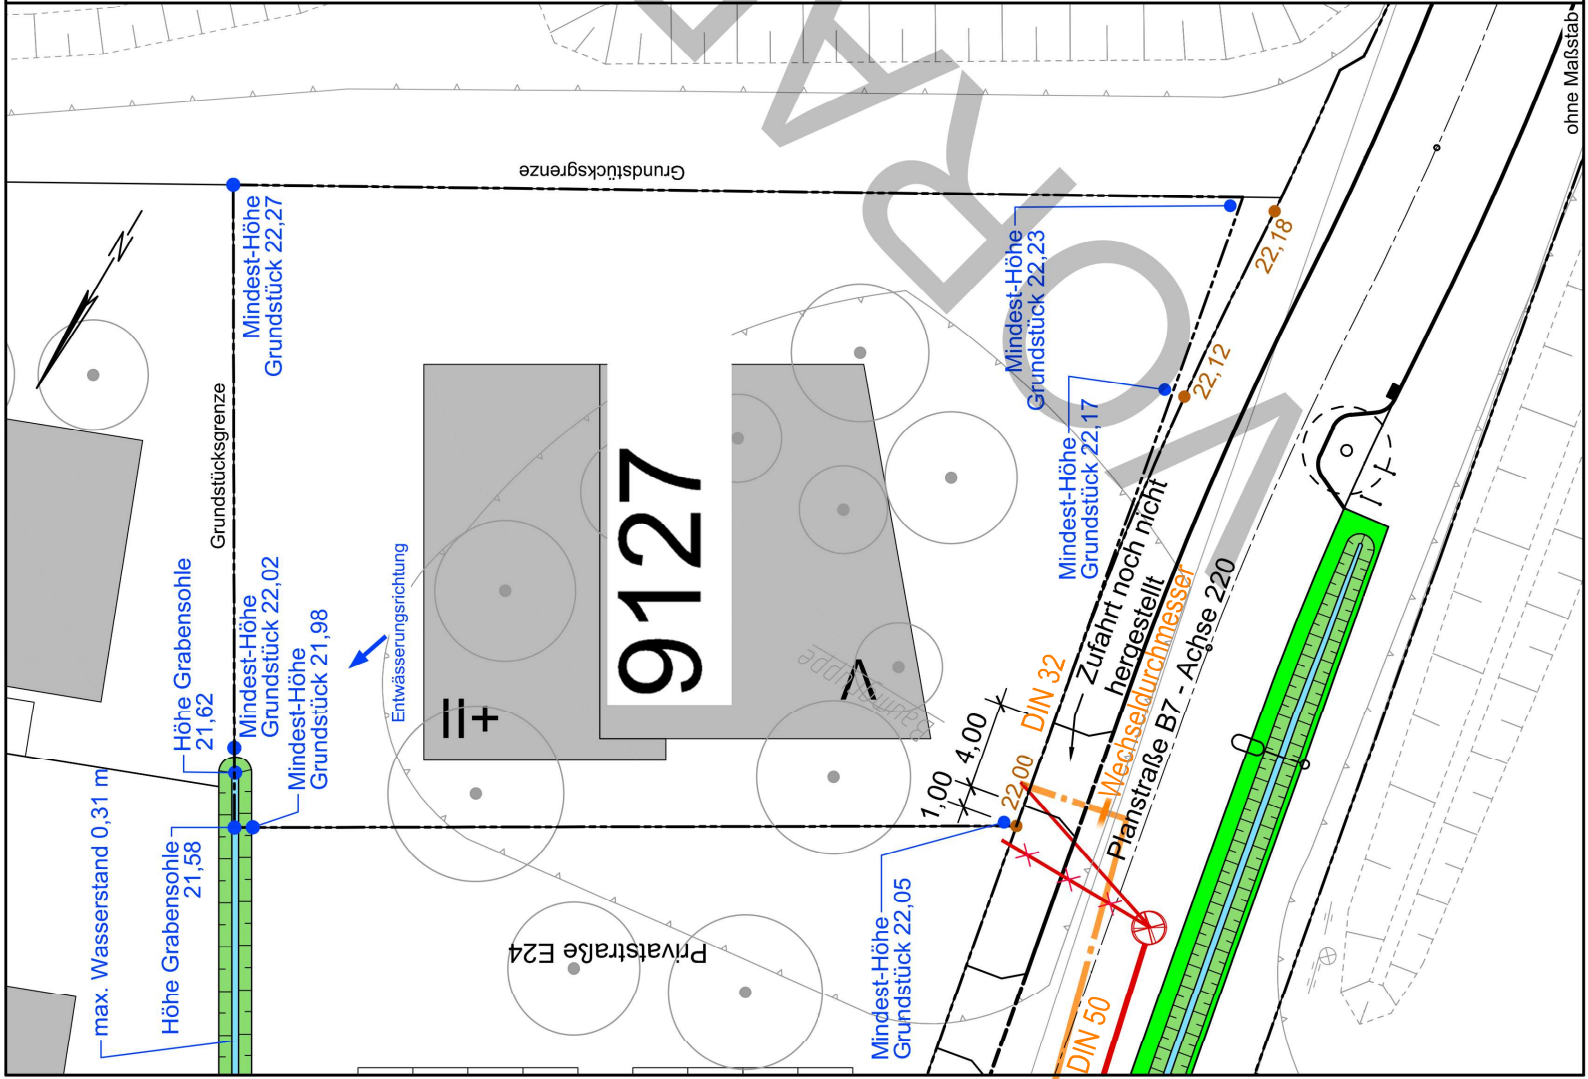 ohne Maßstab
VORA
Grundstücksgrenze
Grundstücksgrenze
N
Mindest-Höhe
Grundstück 22,27
Mindest-Höhe
Grundstück 22,23
22,18
Mindest-Höhe
Grundstück 22,17
22,12
Höhe Grabensohle
21,62
Mindest-Höhe
Grundstück 22,02
Mindest-Höhe
Grundstück 21,98
Entwässerungsrichtung
max. Wasserstand 0,31 m
Höhe Grabensohle
21,58
9127
II+
V
Baumgruppe
Zufahrt noch nicht
hergestellt
Wechseldurchmesser
Planstraße B7 - Achse 220
DIN 32
4,00
1,00
22,00
Mindest-Höhe
Grundstück 22,05
Privatstraße E24
DIN 50